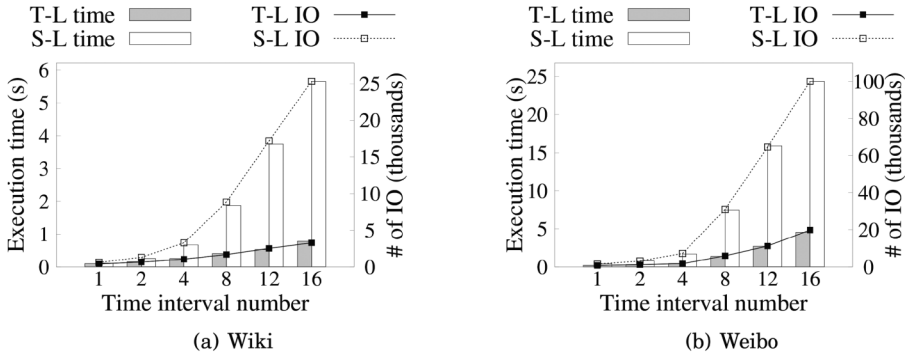 T-L time T-L IO
S-L time S-L IO
6
5
4
3
2
1
0
Execution time (s)
25
20
15
10
5
0
# of IO (thousands)
1 2 4 8 12 16
Time interval number
(a) Wiki
T-L time T-L IO
S-L time S-L IO
25
20
15
10
5
0
Execution time (s)
100
80
60
40
20
0
# of IO (thousands)
1 2 4 8 12 16
Time interval number
(b) Weibo